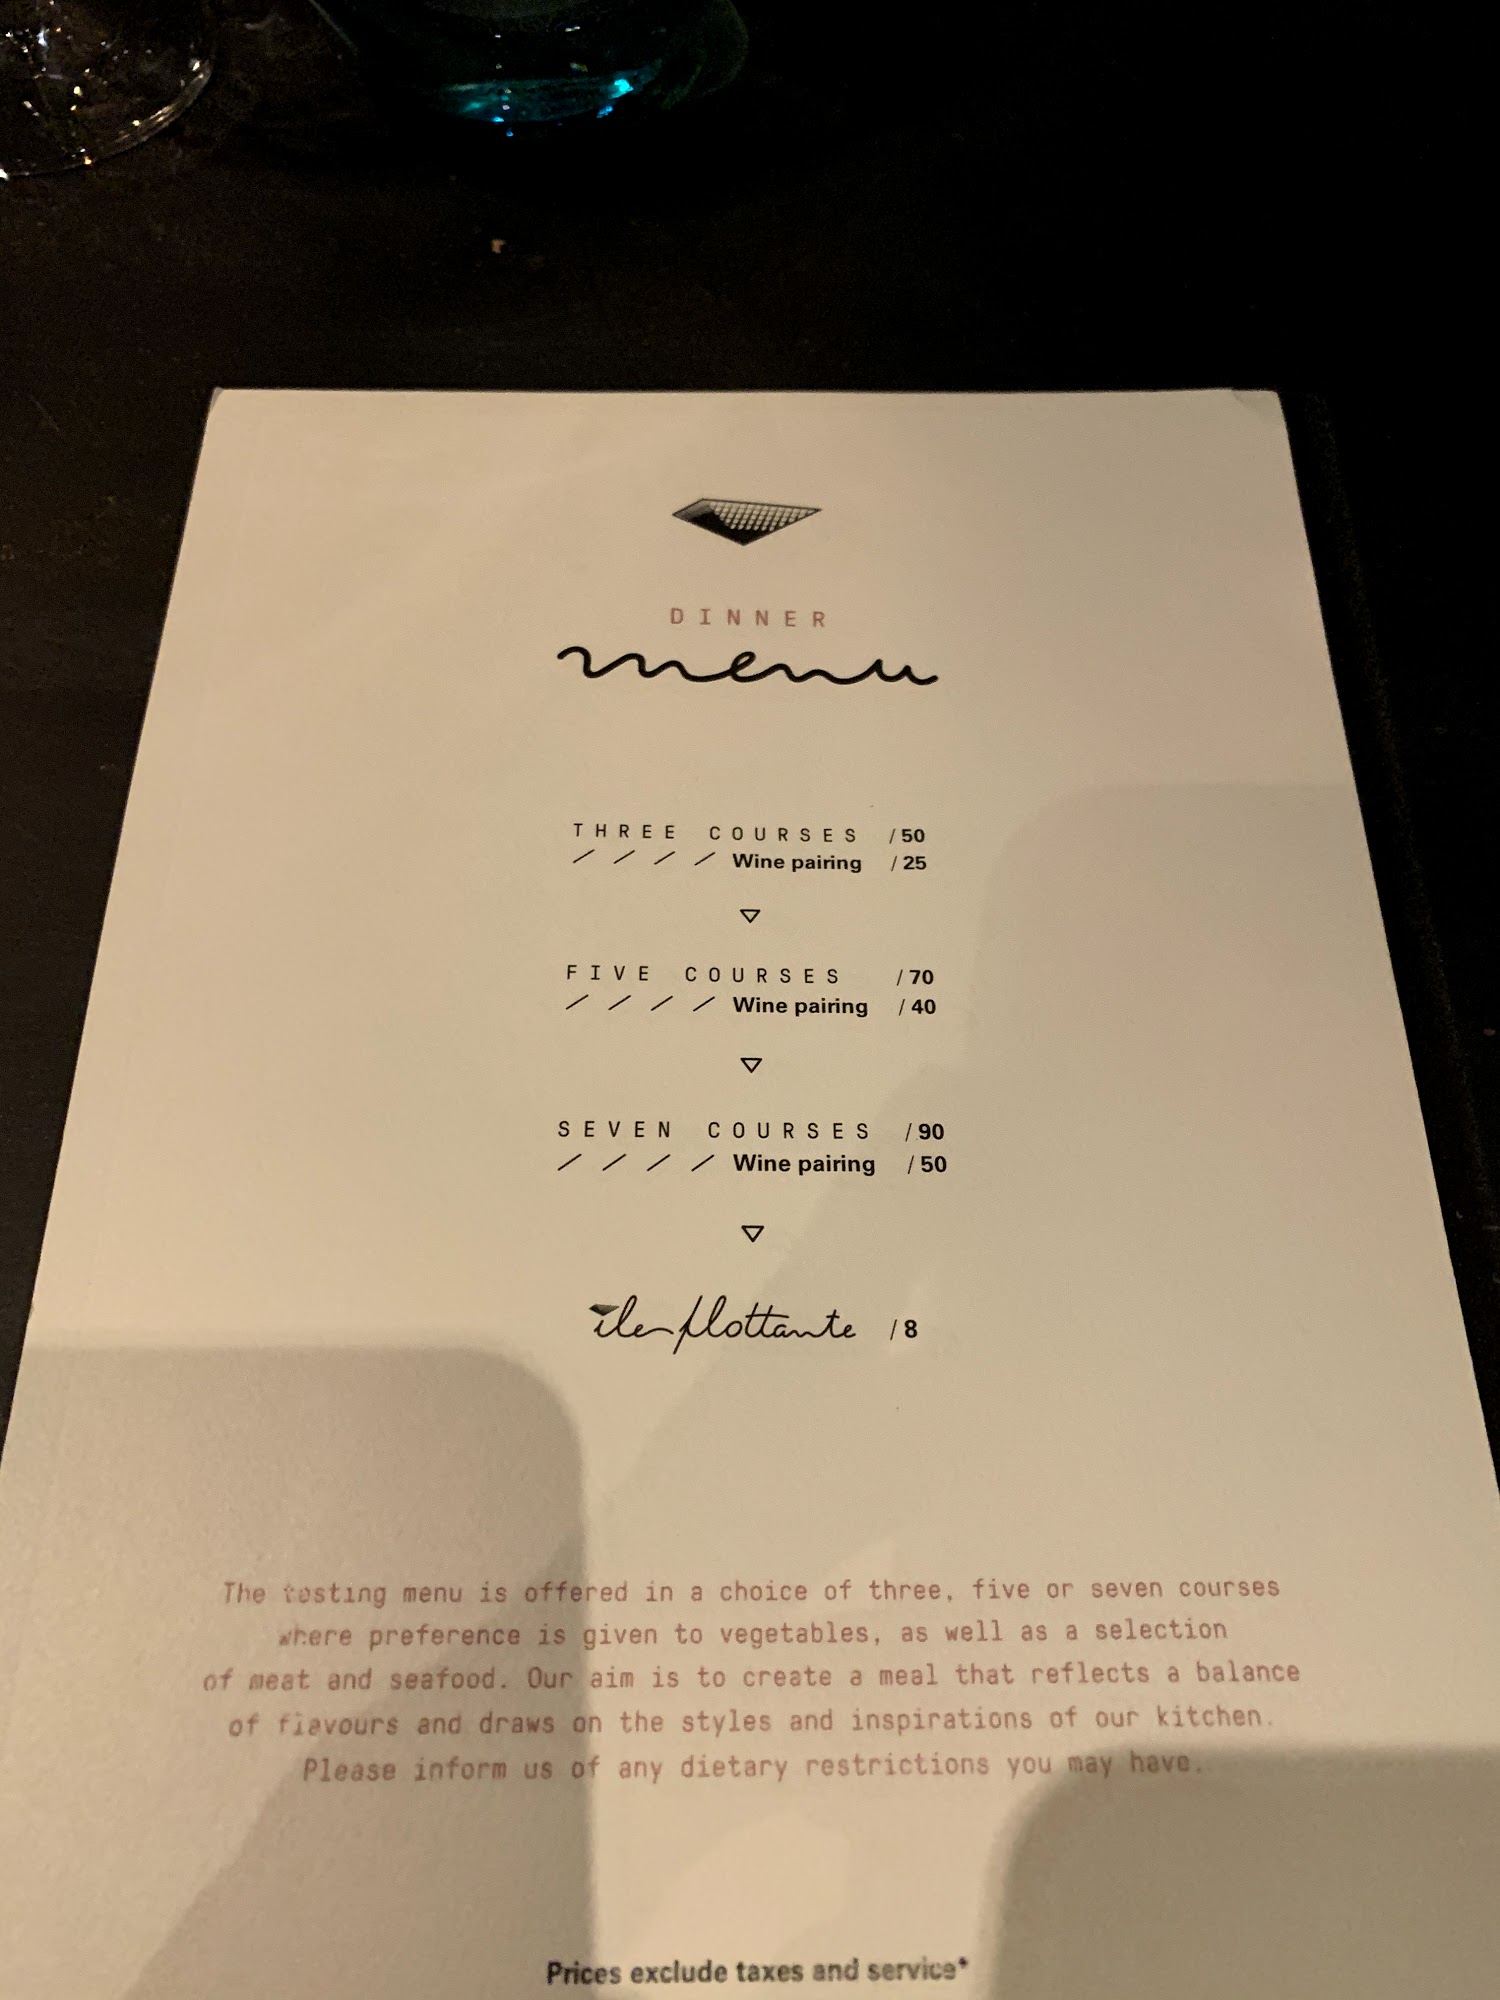 DINNER
menu
THREE COURSES / 50
/ / / / Wine pairing / 25
FIVE COURSES / 70
/ / / / Wine pairing / 40
SEVEN COURSES / 90
/ / / / Wine pairing / 50
île flottante / 8
The tasting menu is offered in a choice of three, five or seven courses
where preference is given to vegetables, as well as a selection
of meat and seafood. Our aim is to create a meal that reflects a balance
of flavours and draws on the styles and inspirations of our kitchen.
Please inform us of any dietary restrictions you may have.
Prices exclude taxes and service*